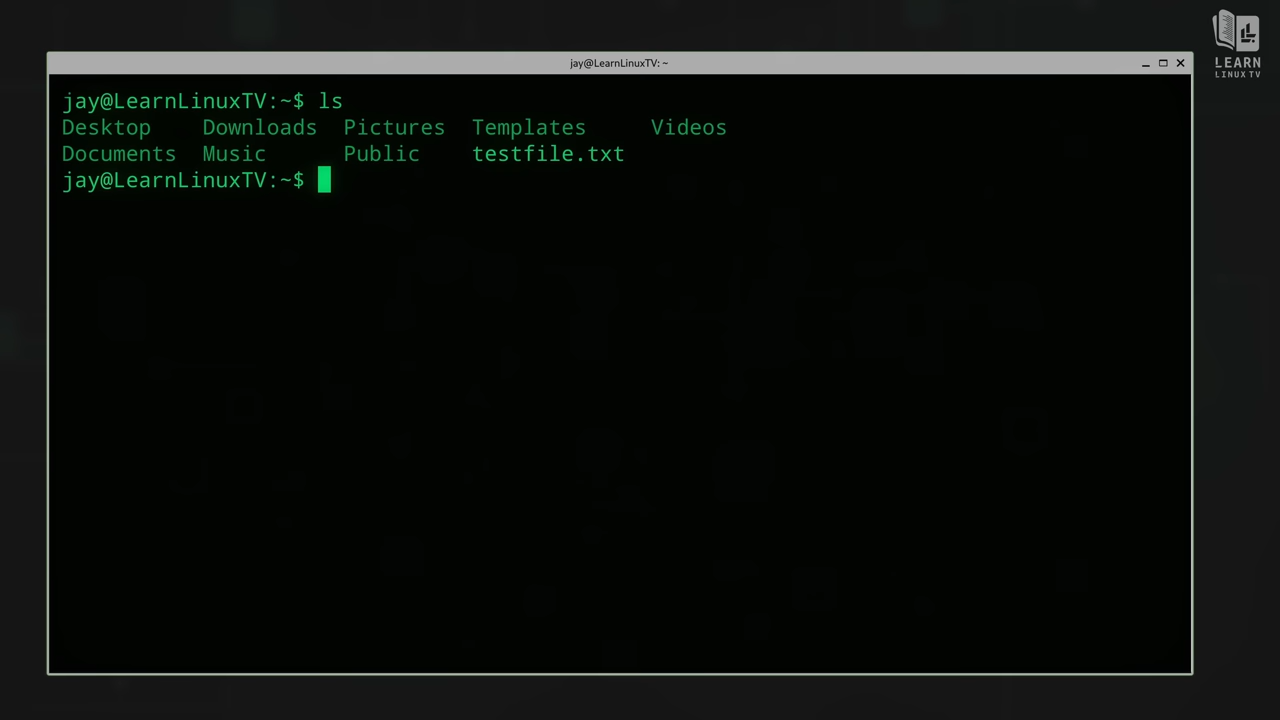 LEARN
LINUX TV
jay@LearnLinuxTV: ~
jay@LearnLinuxTV:~$ ls
Desktop Downloads Pictures Templates Videos
Documents Music Public testfile.txt
jay@LearnLinuxTV:~$